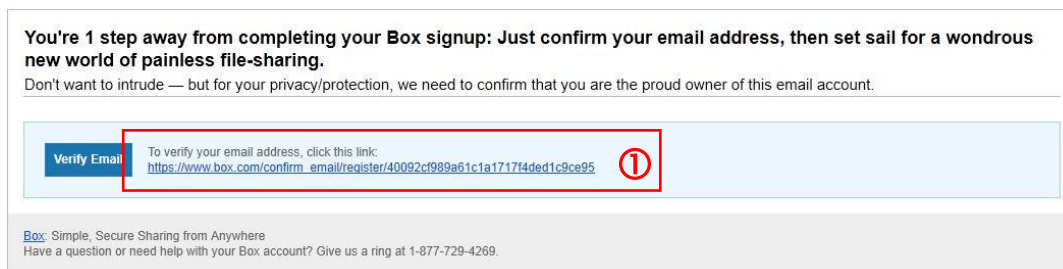 You're 1 step away from completing your Box signup: Just confirm your email address, then set sail for a wondrous
new world of painless file-sharing.
Don't want to intrude — but for your privacy/protection, we need to confirm that you are the proud owner of this email account.
Verify Email
To verify your email address, click this link:
https://www.box.com/confirm_email/register/40092cf989a61c1a1717f4ded1c9ce95
①
Box: Simple, Secure Sharing from Anywhere
Have a question or need help with your Box account? Give us a ring at 1-877-729-4269.